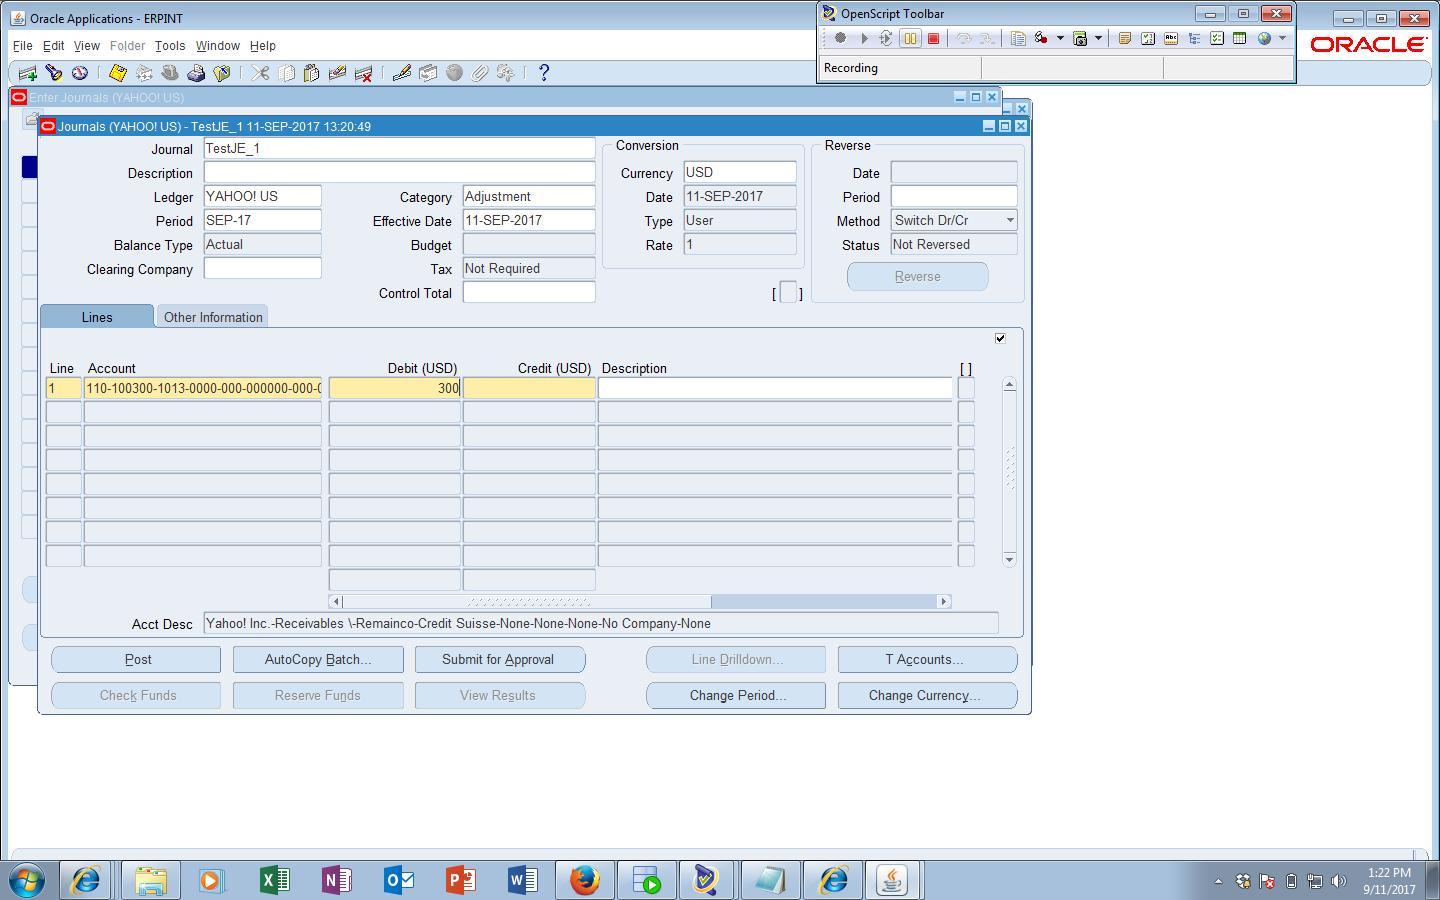 Oracle Applications - ERPINT
OpenScript Toolbar
File Edit View Folder Tools Window Help
ORACLE
Recording
Enter Journals (YAHOO! US)
Journals (YAHOO! US) - TestJE_1 11-SEP-2017 13:20:49
Journal TestJE_1
Description
Ledger YAHOO! US Category Adjustment
Period SEP-17 Effective Date 11-SEP-2017
Balance Type Actual Budget
Clearing Company Tax Not Required
Control Total
Conversion
Currency USD
Date 11-SEP-2017
Type User
Rate 1
[ ]
Reverse
Date
Period
Method Switch Dr/Cr
Status Not Reversed
Reverse
Lines Other Information
Line Account Debit (USD) Credit (USD) Description [ ]
1 110-100300-1013-0000-000-000000-000-0 300
Acct Desc Yahoo! Inc.-Receivables \-Remainco-Credit Suisse-None-None-None-No Company-None
Post AutoCopy Batch... Submit for Approval Line Drilldown... T Accounts...
Check Funds Reserve Funds View Results Change Period... Change Currency...
1:22 PM
9/11/2017